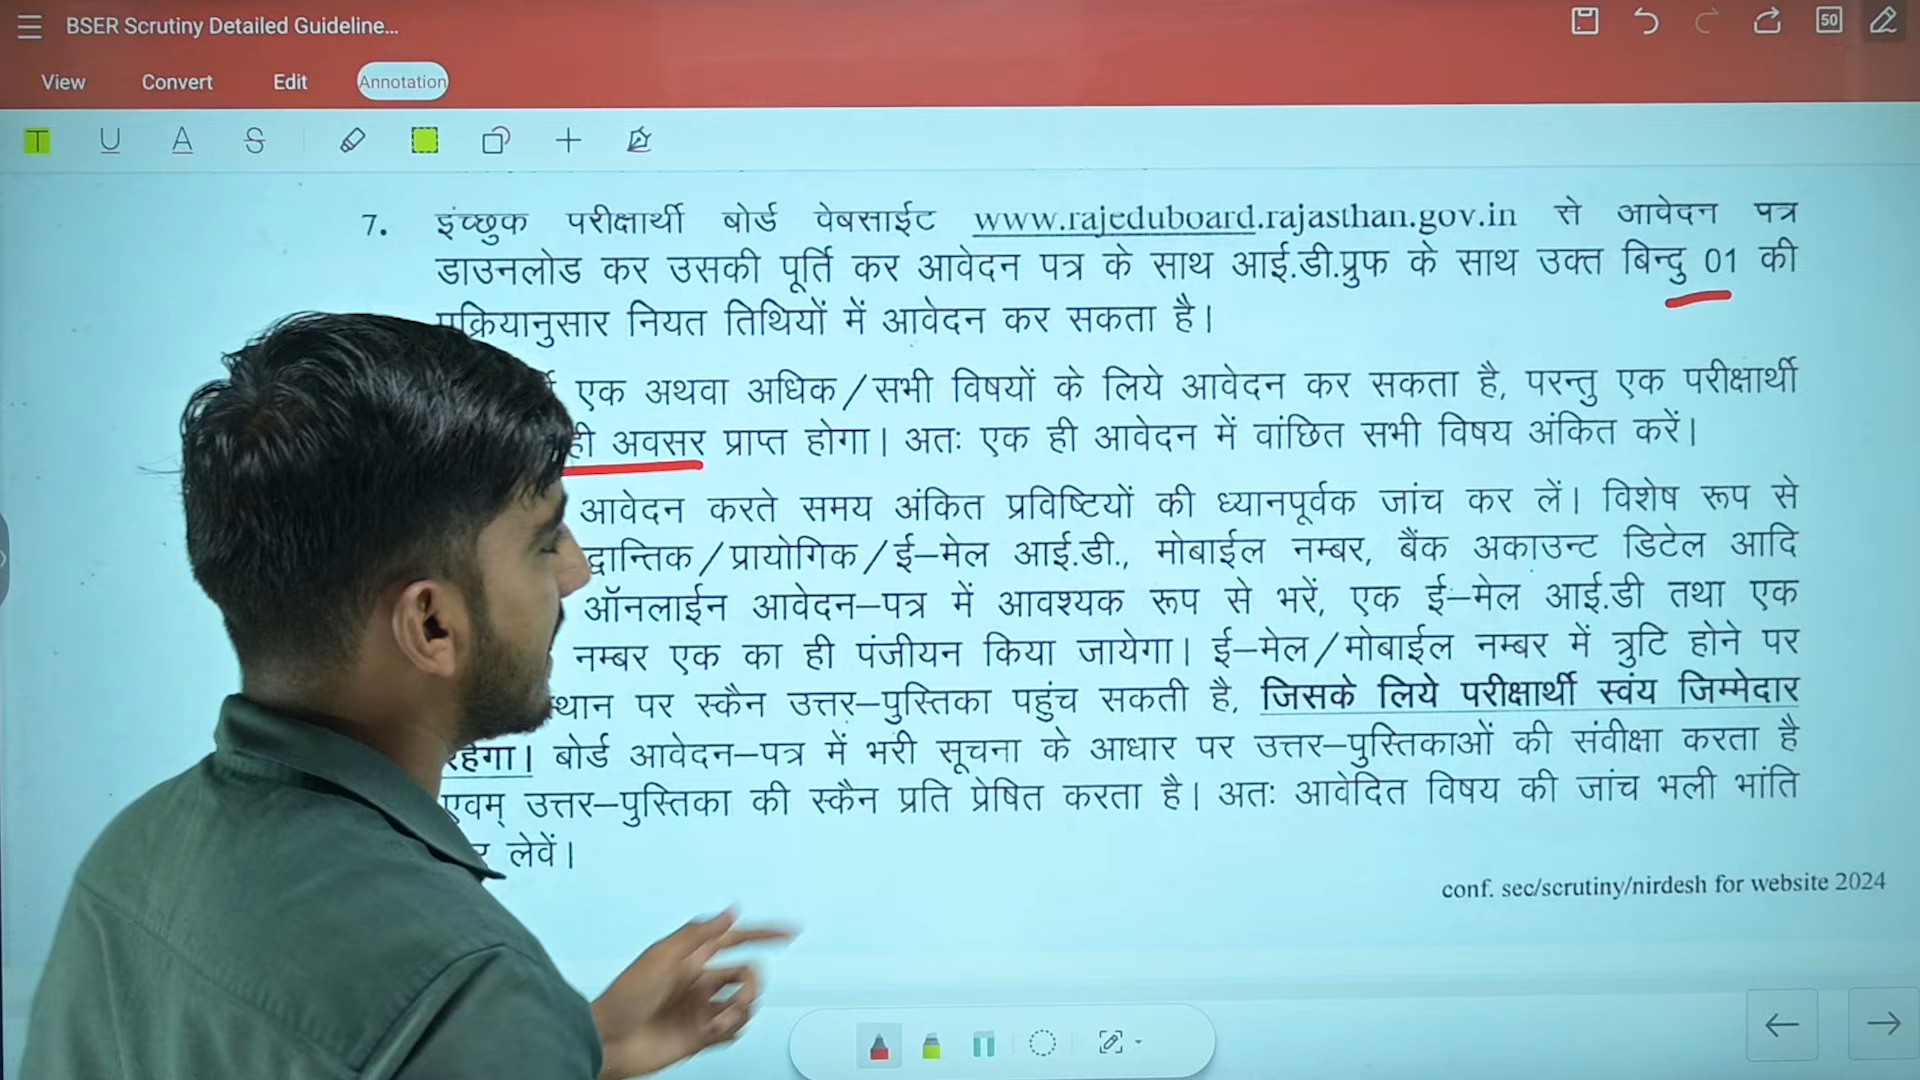 BSER Scrutiny Detailed Guideline...
50
View Convert Edit Annotation
T U A S
7. इंच्छुक परीक्षार्थी बोर्ड वेबसाईट www.rajeduboard.rajasthan.gov.in से आवेदन पत्र
डाउनलोड कर उसकी पूर्ति कर आवेदन पत्र के साथ आई.डी.प्रुफ के साथ उक्त बिन्दु 01 की
नियत तिथियों में आवेदन कर सकता है।
एक अथवा अधिक/सभी विषयों के लिये आवेदन कर सकता है, परन्तु एक परीक्षार्थी
ही अवसर प्राप्त होगा। अतः एक ही आवेदन में वांछित सभी विषय अंकित करें।
आवेदन करते समय अंकित प्रविष्टियों की ध्यानपूर्वक जांच कर लें। विशेष रूप से
द्धान्तिक/प्रायोगिक/ई–मेल आई.डी., मोबाईल नम्बर, बैंक अकाउन्ट डिटेल आदि
ऑनलाईन आवेदन–पत्र में आवश्यक रूप से भरें, एक ई–मेल आई.डी तथा एक
नम्बर एक का ही पंजीयन किया जायेगा। ई–मेल/मोबाईल नम्बर में त्रुटि होने पर
स्थान पर स्कैन उत्तर–पुस्तिका पहुंच सकती है, जिसके लिये परीक्षार्थी स्वंय जिम्मेदार
रहेगा। बोर्ड आवेदन–पत्र में भरी सूचना के आधार पर उत्तर–पुस्तिकाओं की संवीक्षा करता है
एवम् उत्तर–पुस्तिका की स्कैन प्रति प्रेषित करता है। अतः आवेदित विषय की जांच भली भांति
लेवें।
conf. sec/scrutiny/nirdesh for website 2024